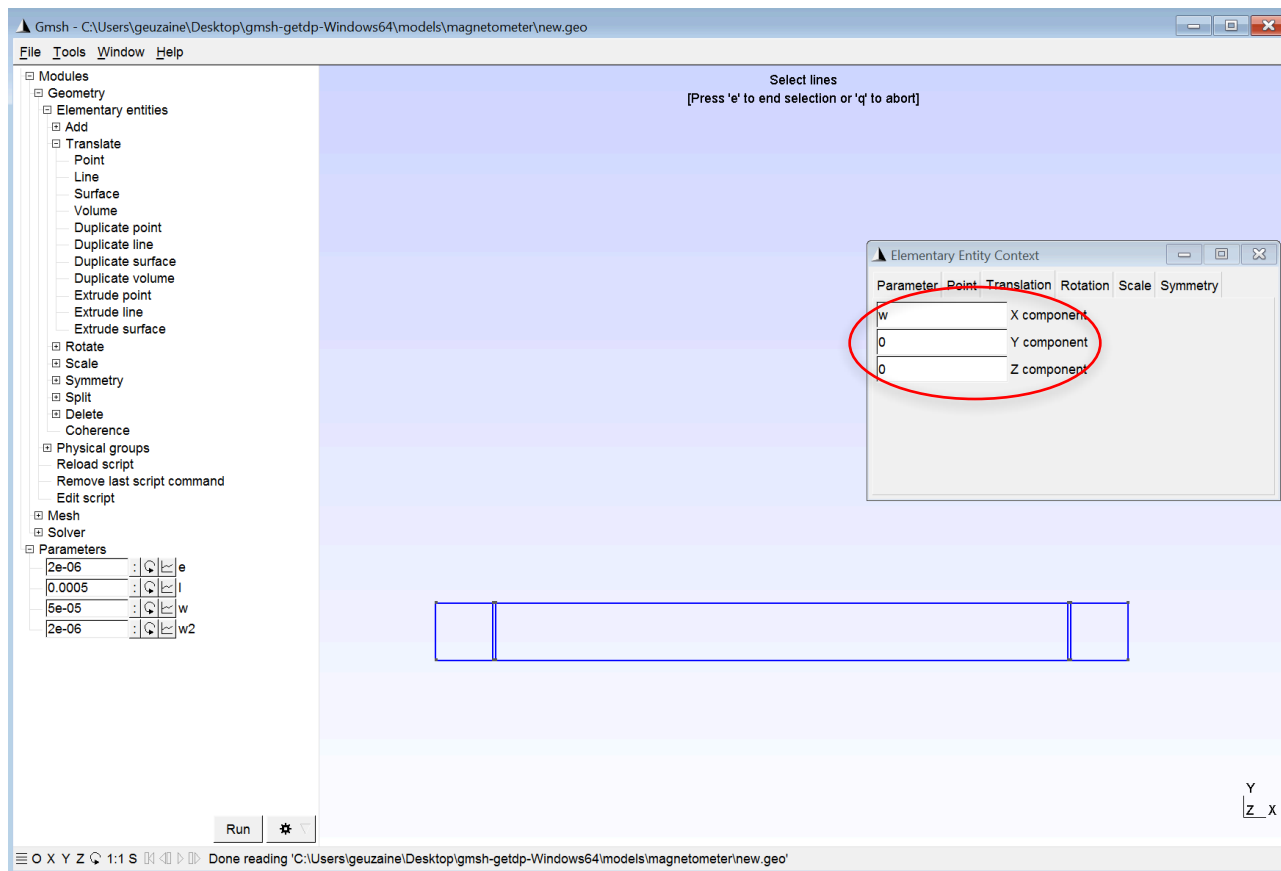 Gmsh - C:\Users\geuzaine\Desktop\gmsh-getdp-Windows64\models\magnetometer\new.geo
File Tools Window Help
Modules
Geometry
Elementary entities
Add
Translate
Point
Line
Surface
Volume
Duplicate point
Duplicate line
Duplicate surface
Duplicate volume
Extrude point
Extrude line
Extrude surface
Rotate
Scale
Symmetry
Split
Delete
Coherence
Physical groups
Reload script
Remove last script command
Edit script
Mesh
Solver
Parameters
2e-06 : e
0.0005 : l
5e-05 : w
2e-06 : w2
Run
Select lines
[Press 'e' to end selection or 'q' to abort]
Elementary Entity Context
Parameter Point Translation Rotation Scale Symmetry
w X component
0 Y component
0 Z component
Y
Z X
O X Y Z 1:1 S Done reading 'C:\Users\geuzaine\Desktop\gmsh-getdp-Windows64\models\magnetometer\new.geo'